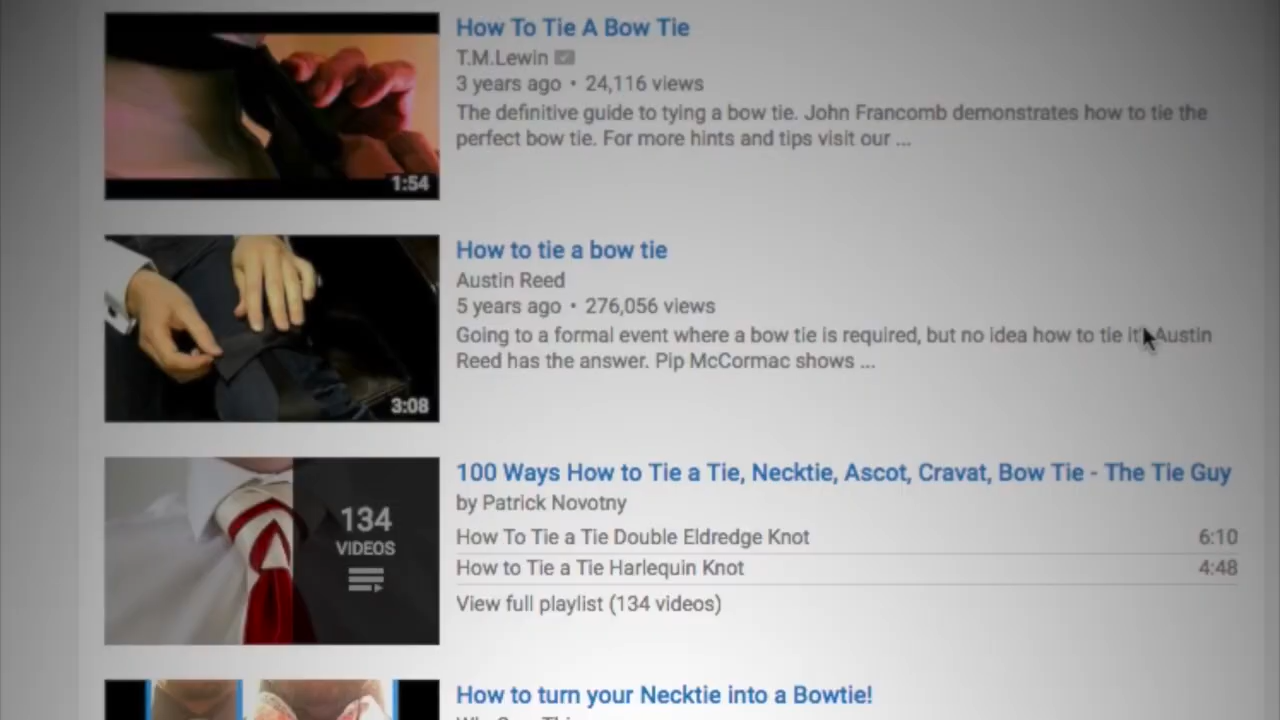 How To Tie A Bow Tie
T.M.Lewin
3 years ago • 24,116 views
The definitive guide to tying a bow tie. John Francomb demonstrates how to tie the
perfect bow tie. For more hints and tips visit our ...
1:54
How to tie a bow tie
Austin Reed
5 years ago • 276,056 views
Going to a formal event where a bow tie is required, but no idea how to tie it? Austin
Reed has the answer. Pip McCormac shows ...
3:08
100 Ways How to Tie a Tie, Necktie, Ascot, Cravat, Bow Tie - The Tie Guy
by Patrick Novotny
134
VIDEOS
How To Tie a Tie Double Eldredge Knot 6:10
How to Tie a Tie Harlequin Knot 4:48
View full playlist (134 videos)
How to turn your Necktie into a Bowtie!